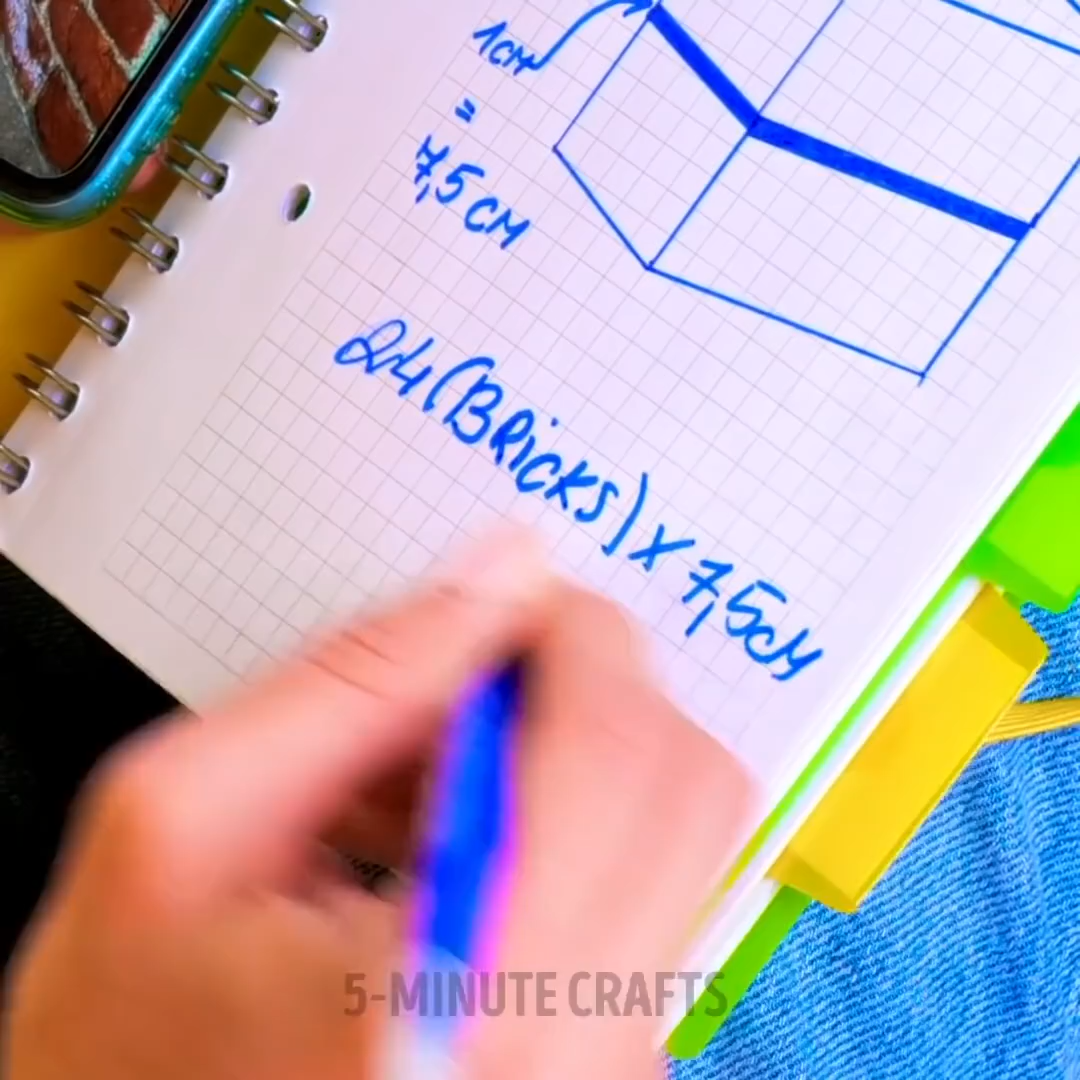 1CM
=
7,5 CM
24(BRiCKS) x 7,5CM
5-MINUTE CRAFTS